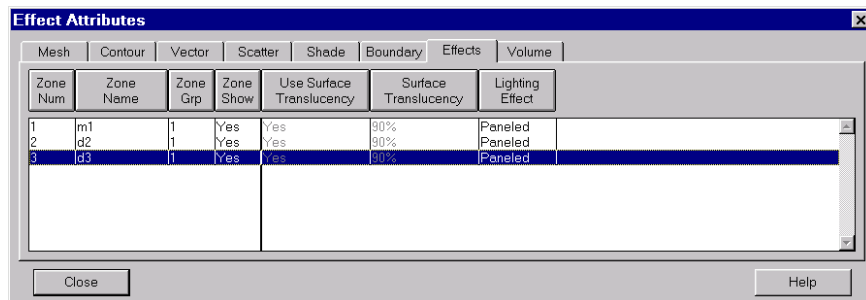 Effect Attributes
Mesh Contour Vector Scatter Shade Boundary Effects Volume
Zone Num Zone Name Zone Grp Zone Show Use Surface Translucency Surface Translucency Lighting Effect
1 m1 1 Yes Yes 90% Paneled
2 d2 1 Yes Yes 90% Paneled
3 d3 1 Yes Yes 90% Paneled
Close Help